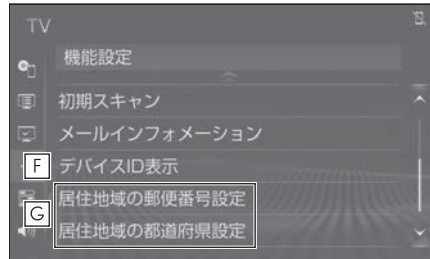 TV
機能設定
初期スキャン
メールインフォメーション
F
デバイスID表示
G
居住地域の郵便番号設定
居住地域の都道府県設定